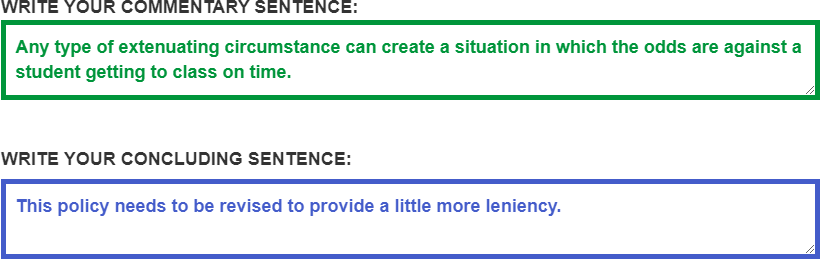 WRITE YOUR COMMENTARY SENTENCE:
Any type of extenuating circumstance can create a situation in which the odds are against a
student getting to class on time.
WRITE YOUR CONCLUDING SENTENCE:
This policy needs to be revised to provide a little more leniency.